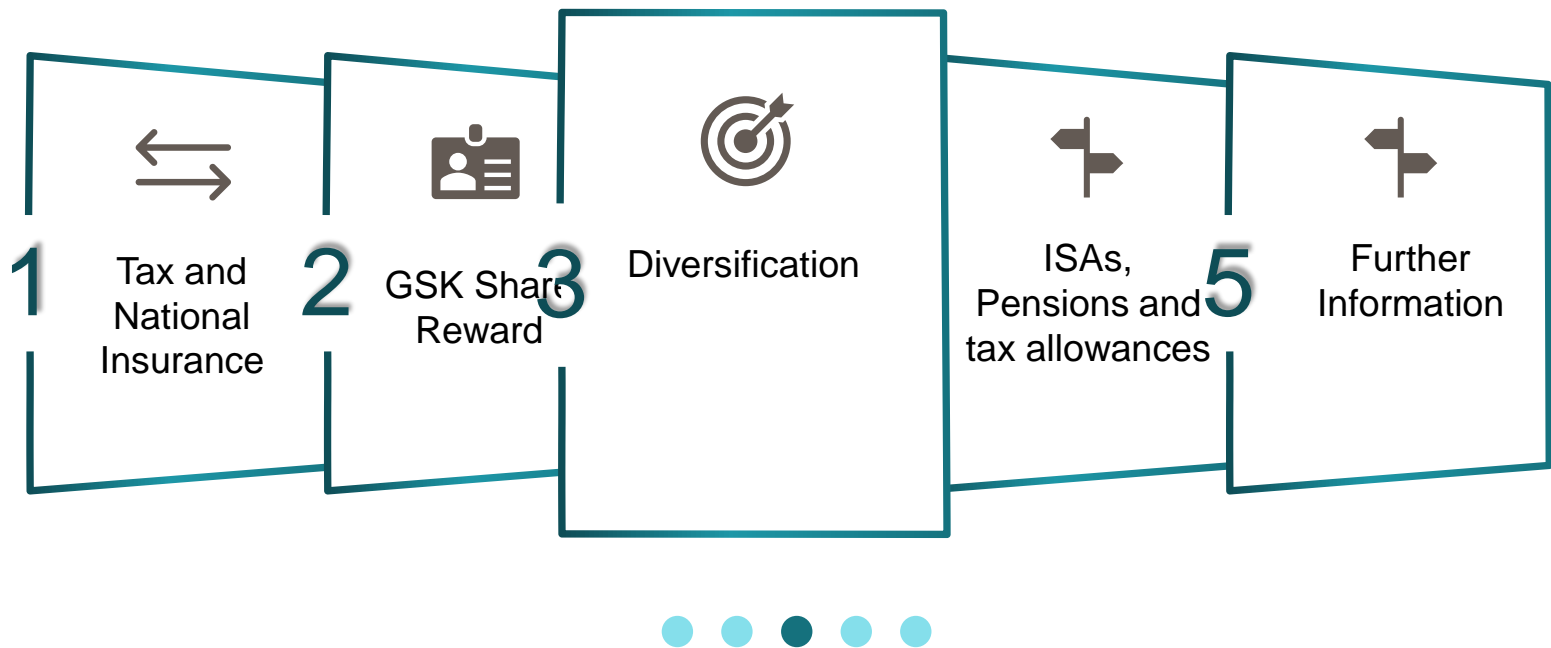 1
Tax and
National
Insurance
2
GSK Share
Reward
3
Diversification
ISAs,
Pensions and
tax allowances
5
Further
Information